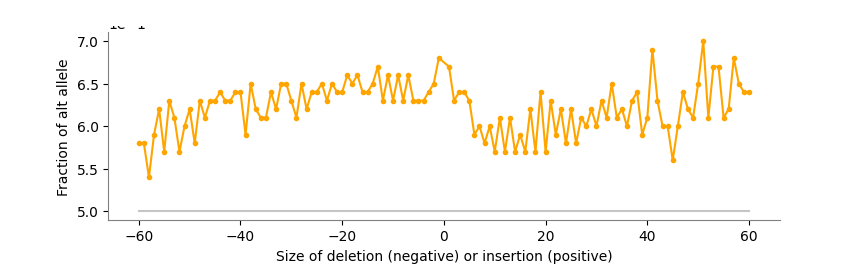 7.0
6.5
6.0
5.5
5.0
Fraction of alt allele
−60 −40 −20 0 20 40 60
Size of deletion (negative) or insertion (positive)